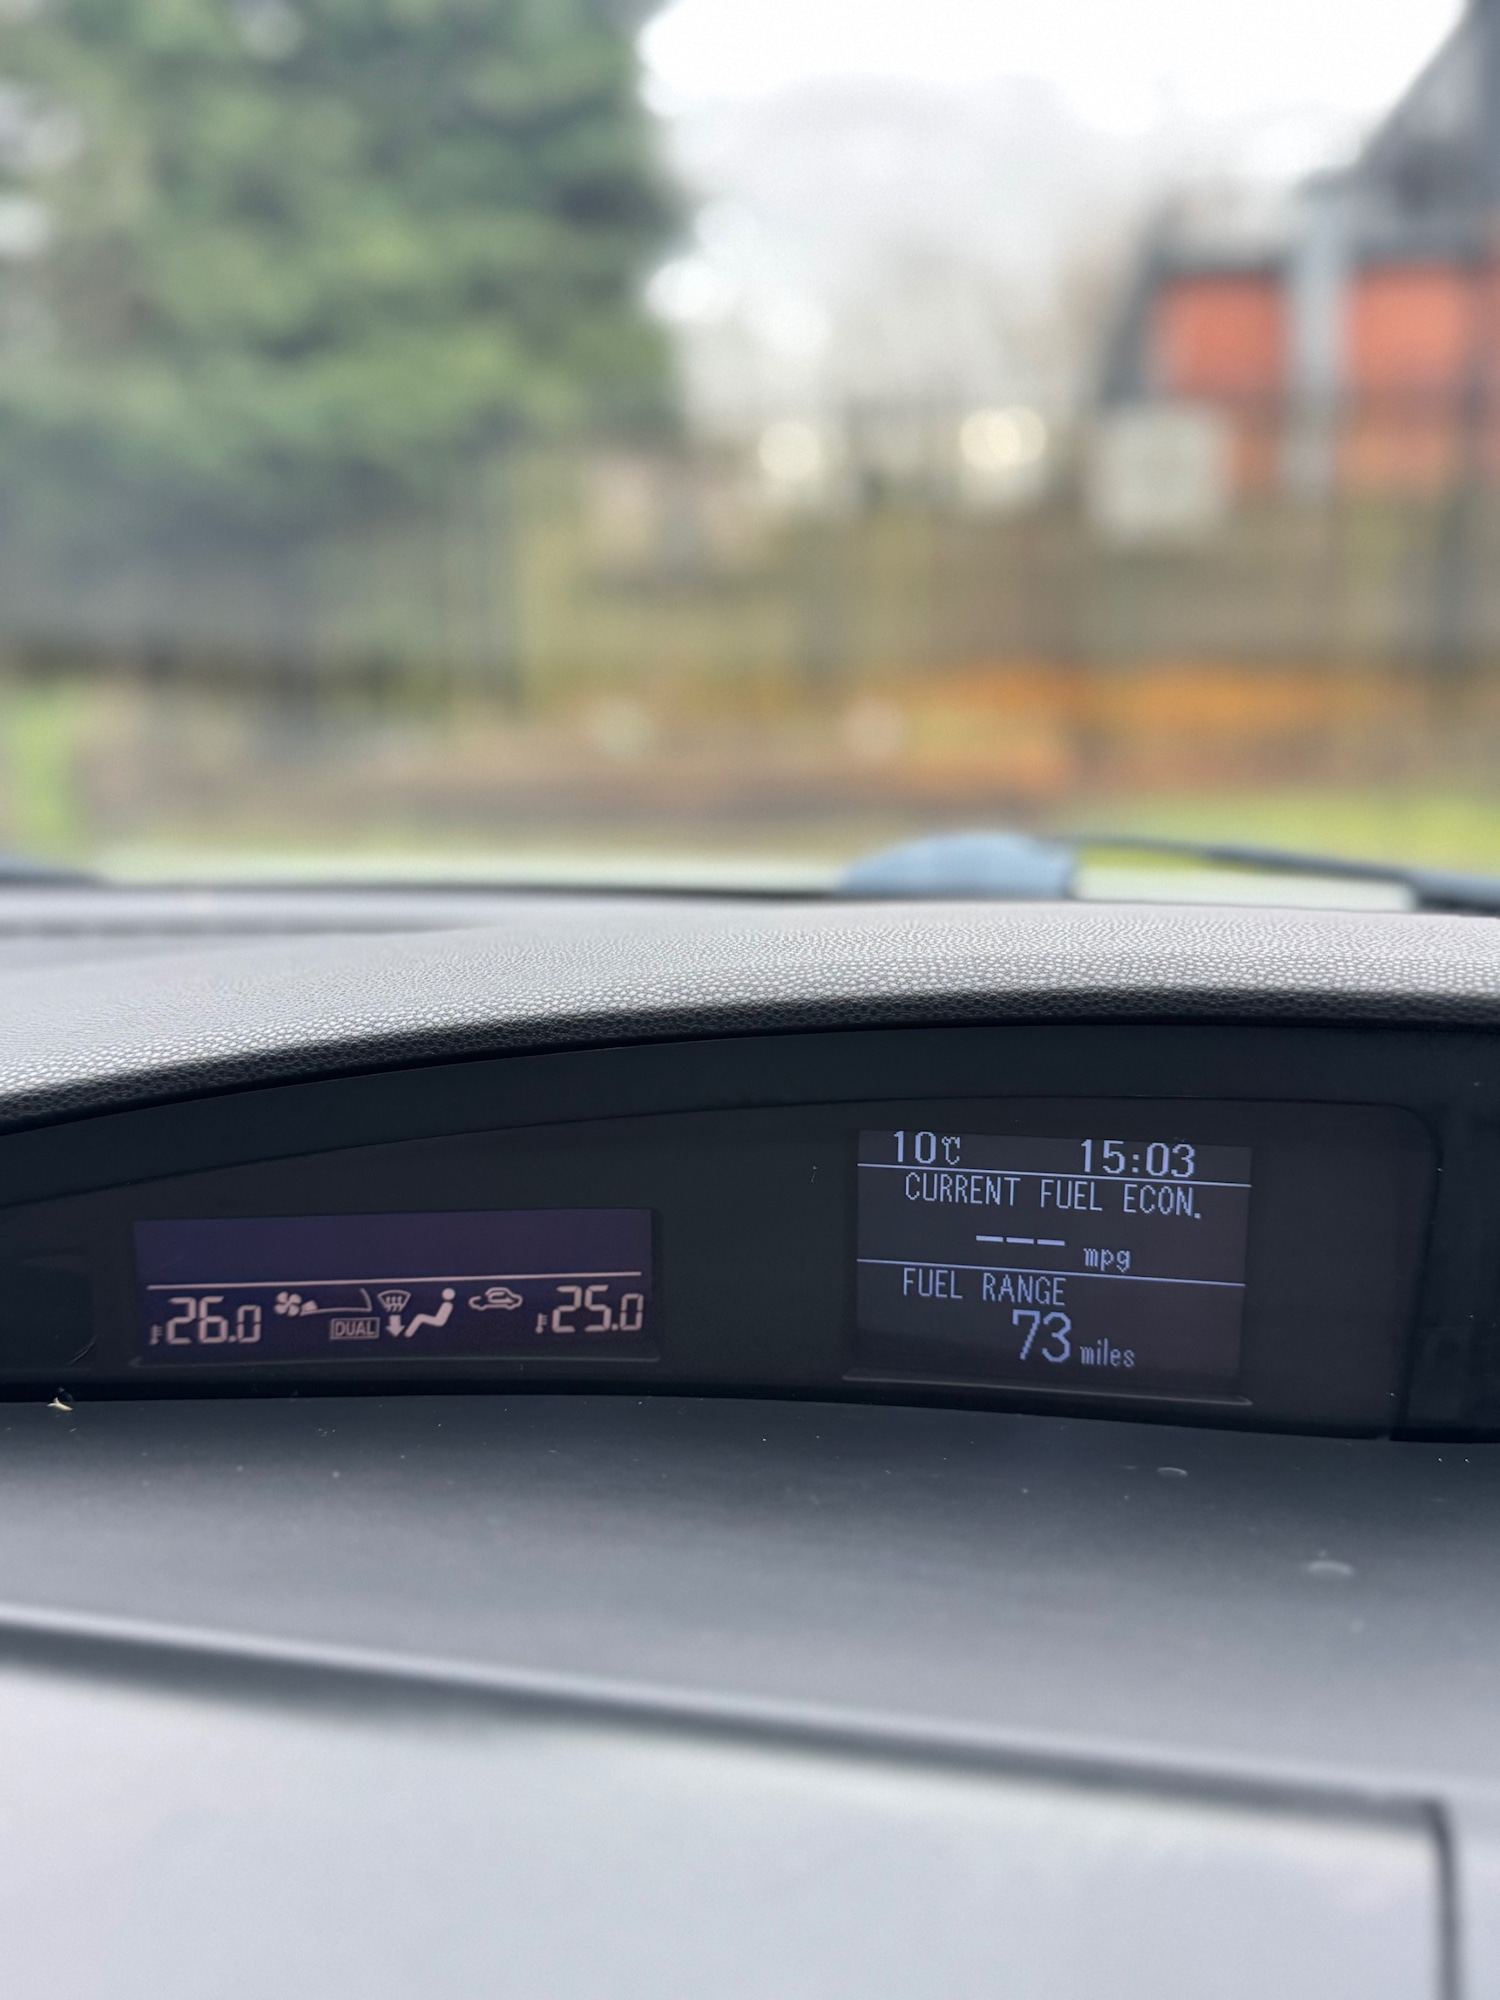 10℃ 15:03
CURRENT FUEL ECON.
--- mpg
FUEL RANGE
73 miles
26.0 DUAL 25.0